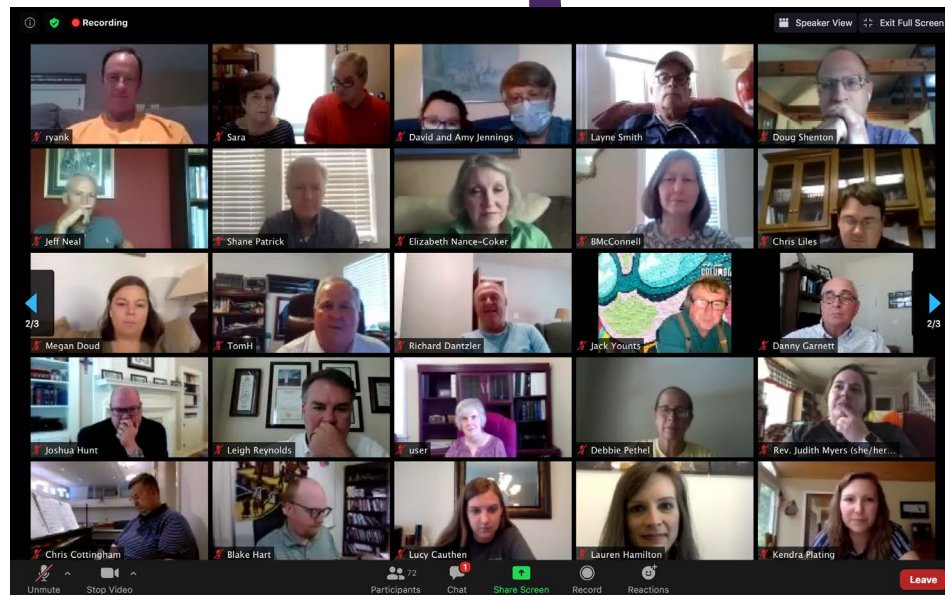 Recording
Speaker View
Exit Full Screen
ryank
Sara
David and Amy Jennings
Layne Smith
Doug Shenton
Jeff Neal
Shane Patrick
Elizabeth Nance-Coker
BMcConnell
Chris Liles
COLUMBI
2/3
2/3
Megan Doud
TomH
Richard Dantzler
Jack Younts
Danny Garnett
Joshua Hunt
Leigh Reynolds
user
Debbie Pethel
Rev. Judith Myers (she/her...
Chris Cottingham
Blake Hart
Lucy Cauthen
Lauren Hamilton
Kendra Plating
Unmute
Stop Video
Participants
72
Chat
1
Share Screen
Record
Reactions
Leave